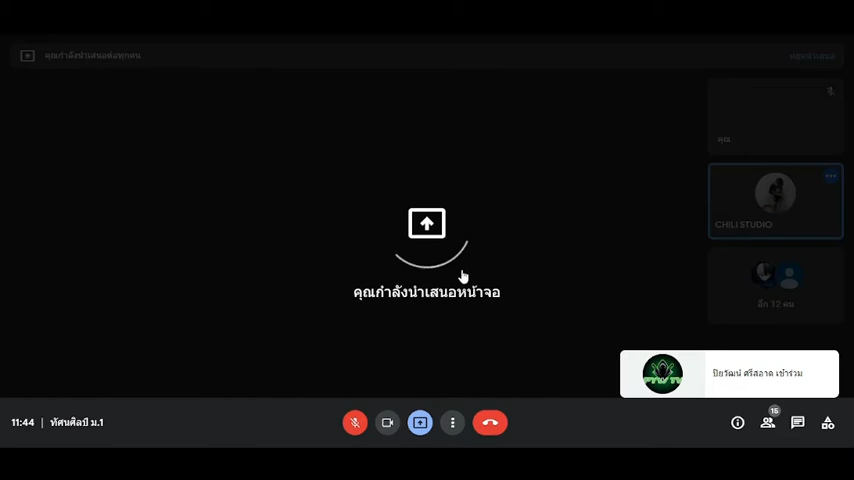 คุณกำลังนำเสนอต่อทุกคน
หยุดนำเสนอ
คุณ
CHILI STUDIO
คุณกำลังนำเสนอหน้าจอ
อีก 12 คน
ปิยวัฒน์ ศรีสอาด เข้าร่วม
11:44 | ทัศนศิลป์ ม.1
15